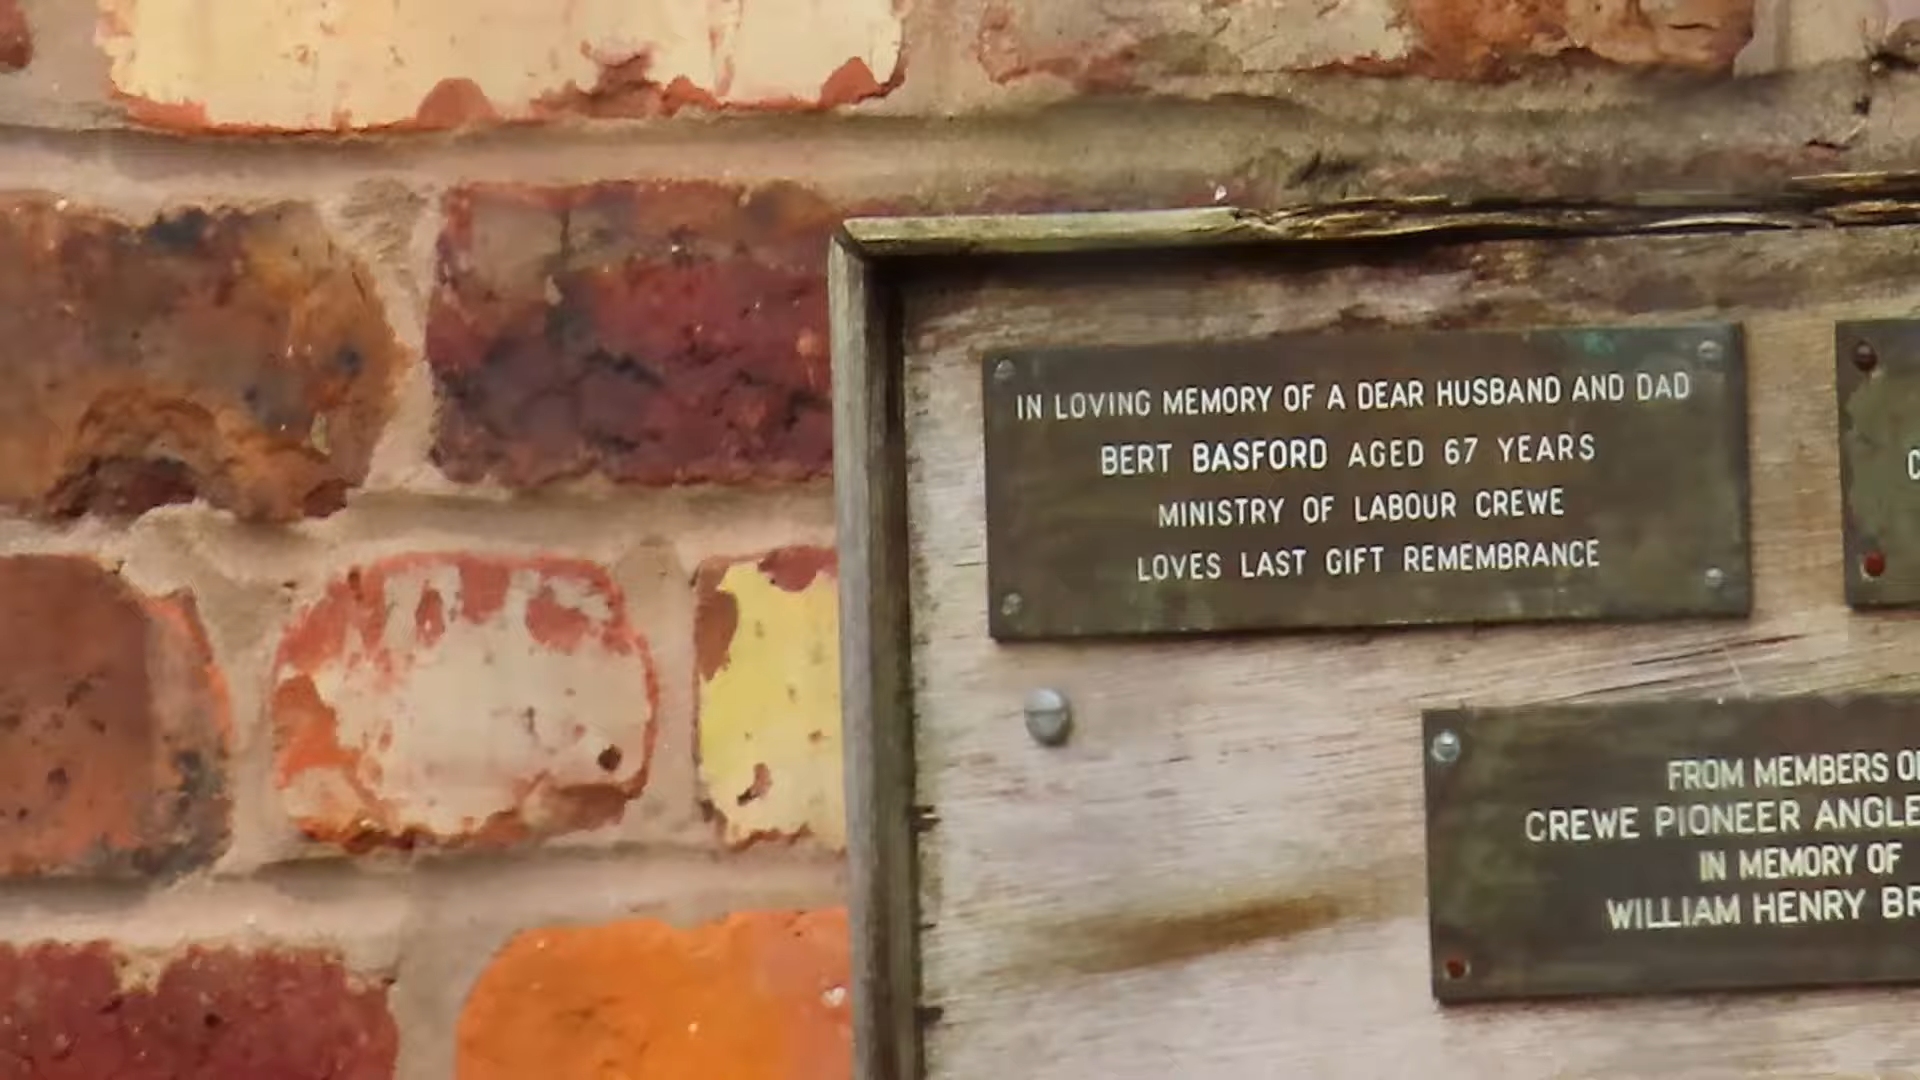 IN LOVING MEMORY OF A DEAR HUSBAND AND DAD
BERT BASFORD AGED 67 YEARS
MINISTRY OF LABOUR CREWE
LOVES LAST GIFT REMEMBRANCE
FROM MEMBERS
CREWE PIONEER
IN MEMORY OF
WILLIAM HENRY